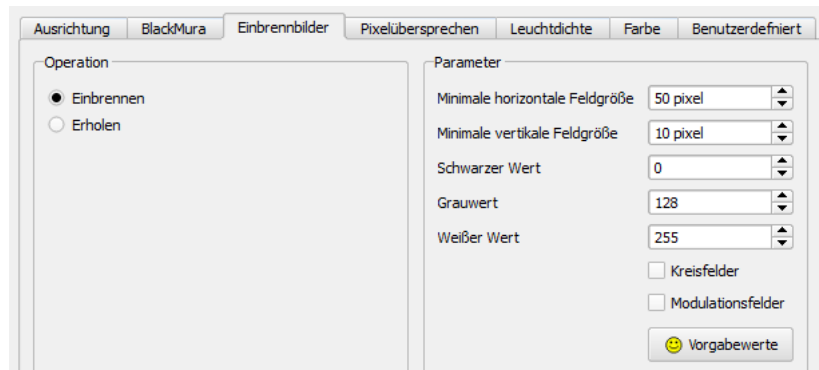 Ausrichtung BlackMura Einbrennbilder Pixelübersprechen Leuchtdichte Farbe Benutzerdefniert
Operation
Einbrennen
Erholen
Parameter
Minimale horizontale Feldgröße 50 pixel
Minimale vertikale Feldgröße 10 pixel
Schwarzer Wert 0
Grauwert 128
Weißer Wert 255
Kreisfelder
Modulationsfelder
Vorgabewerte